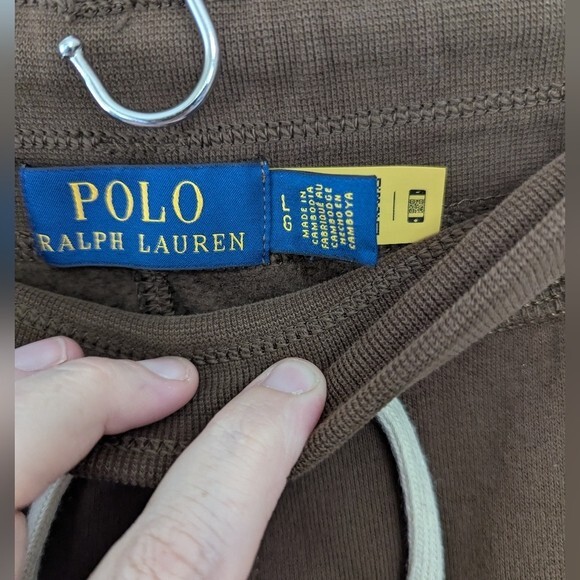 POLO
RALPH LAUREN
MADE IN
CAMBODIA
FABRIQUÉ AU
CAMBODGE
HECHO EN
CAMBOYA